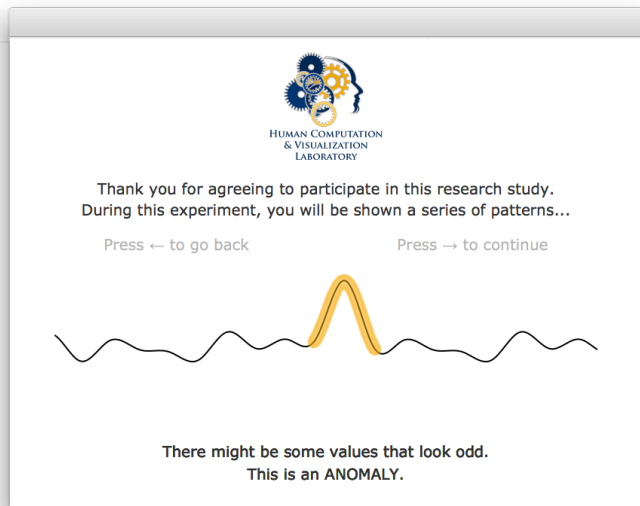 HUMAN COMPUTATION
& VISUALIZATION
LABORATORY
Thank you for agreeing to participate in this research study.
During this experiment, you will be shown a series of patterns...
Press ← to go back
Press → to continue
There might be some values that look odd.
This is an ANOMALY.